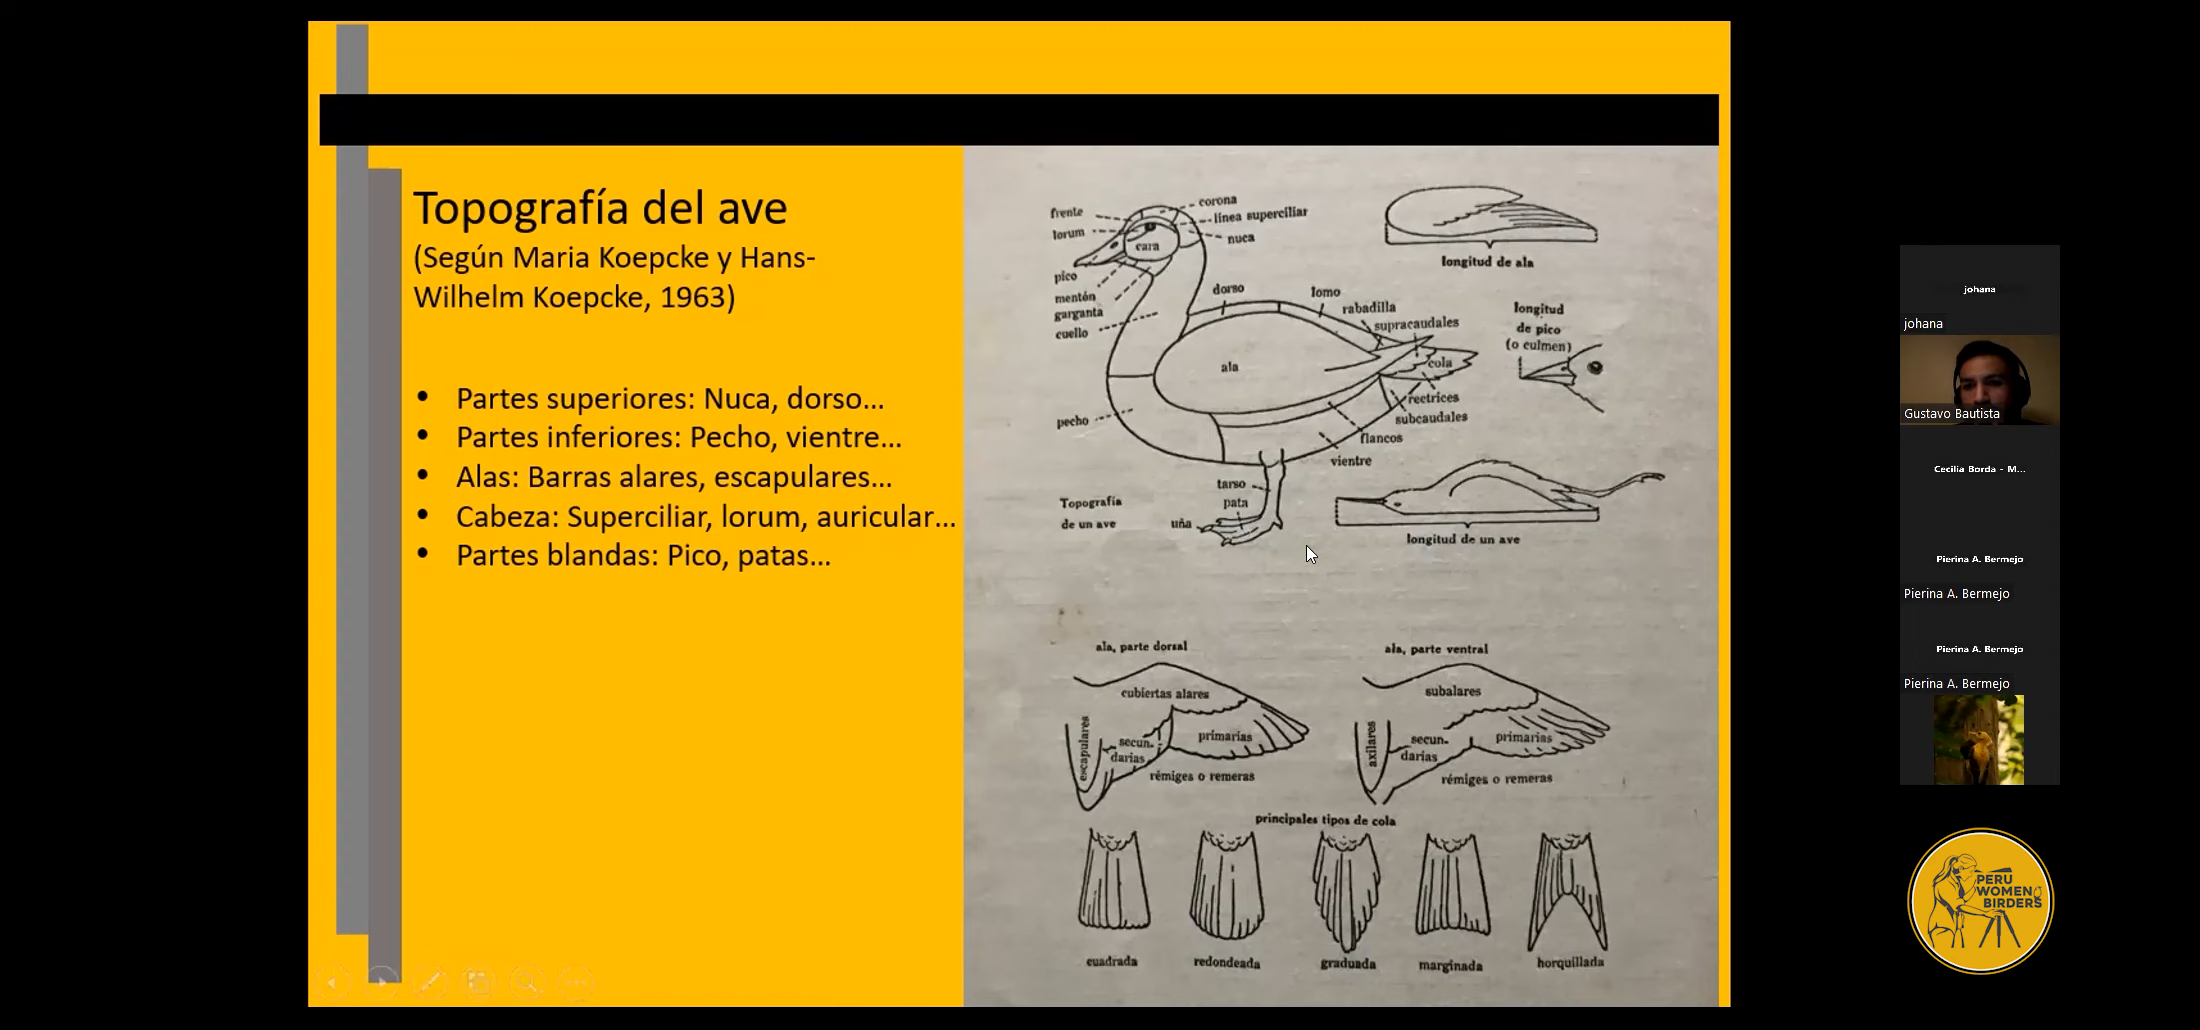 Topografía del ave
(Según Maria Koepcke y Hans-
Wilhelm Koepcke, 1963)
• Partes superiores: Nuca, dorso...
• Partes inferiores: Pecho, vientre...
• Alas: Barras alares, escapulares...
• Cabeza: Superciliar, lorum, auricular...
• Partes blandas: Pico, patas...
frente
corona
línea superciliar
lorum
cara
nuca
pico
mentón
garganta
cuello
dorso
lomo
rabadilla
supracaudales
ala
cola
rectrices
subcaudales
pecho
flancos
vientre
tarso
pata
uña
Topografía
de un ave
longitud de ala
longitud
de pico
(o culmen)
longitud de un ave
ala, parte dorsal
cubiertas alares
escapulares
secun-
darias
primarias
rémiges o remeras
ala, parte ventral
subalares
axilares
secun-
darias
primarias
rémiges o remeras
principales tipos de cola
cuadrada
redondeada
graduada
marginada
horquillada
johana
johana
Gustavo Bautista
Cecilia Borda - M...
Pierina A. Bermejo
Pierina A. Bermejo
Pierina A. Bermejo
Pierina A. Bermejo
PERU
WOMEN
BIRDERS